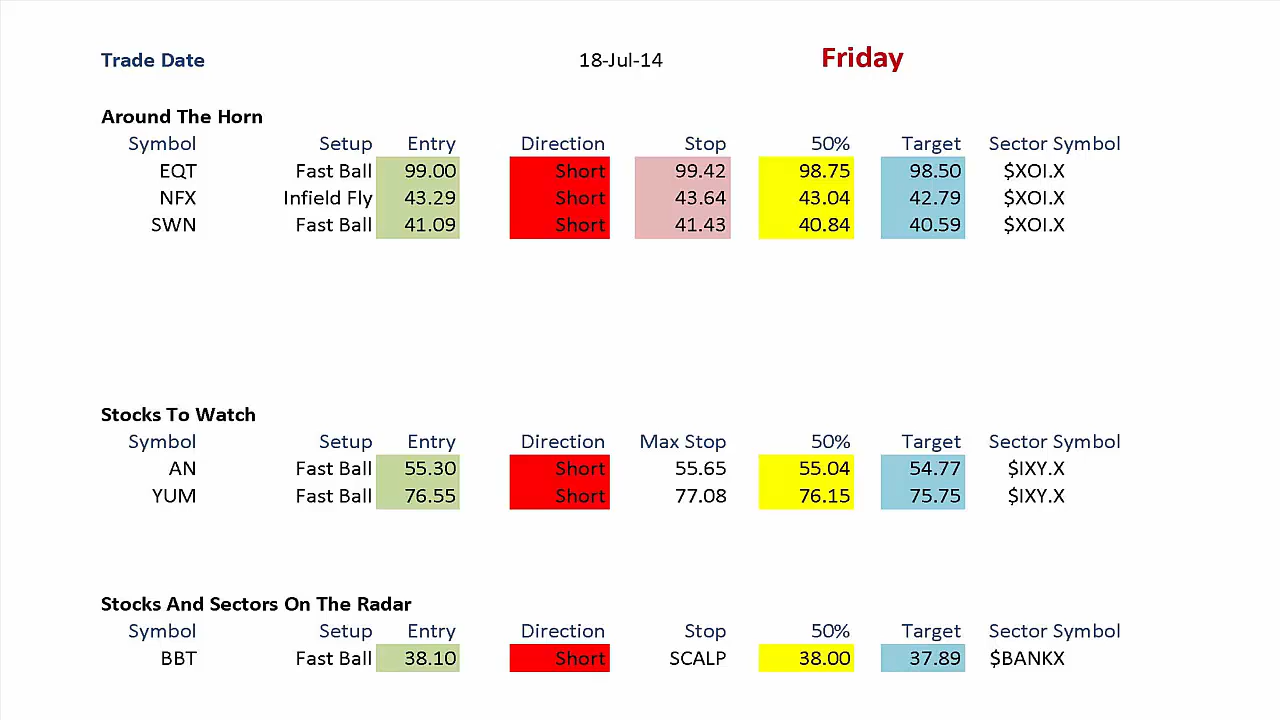 Trade Date 18-Jul-14 Friday
Around The Horn
Symbol Setup Entry Direction Stop 50% Target Sector Symbol
EQT Fast Ball 99.00 Short 99.42 98.75 98.50 $XOI.X
NFX Infield Fly 43.29 Short 43.64 43.04 42.79 $XOI.X
SWN Fast Ball 41.09 Short 41.43 40.84 40.59 $XOI.X
Stocks To Watch
Symbol Setup Entry Direction Max Stop 50% Target Sector Symbol
AN Fast Ball 55.30 Short 55.65 55.04 54.77 $IXY.X
YUM Fast Ball 76.55 Short 77.08 76.15 75.75 $IXY.X
Stocks And Sectors On The Radar
Symbol Setup Entry Direction Stop 50% Target Sector Symbol
BBT Fast Ball 38.10 Short SCALP 38.00 37.89 $BANKX